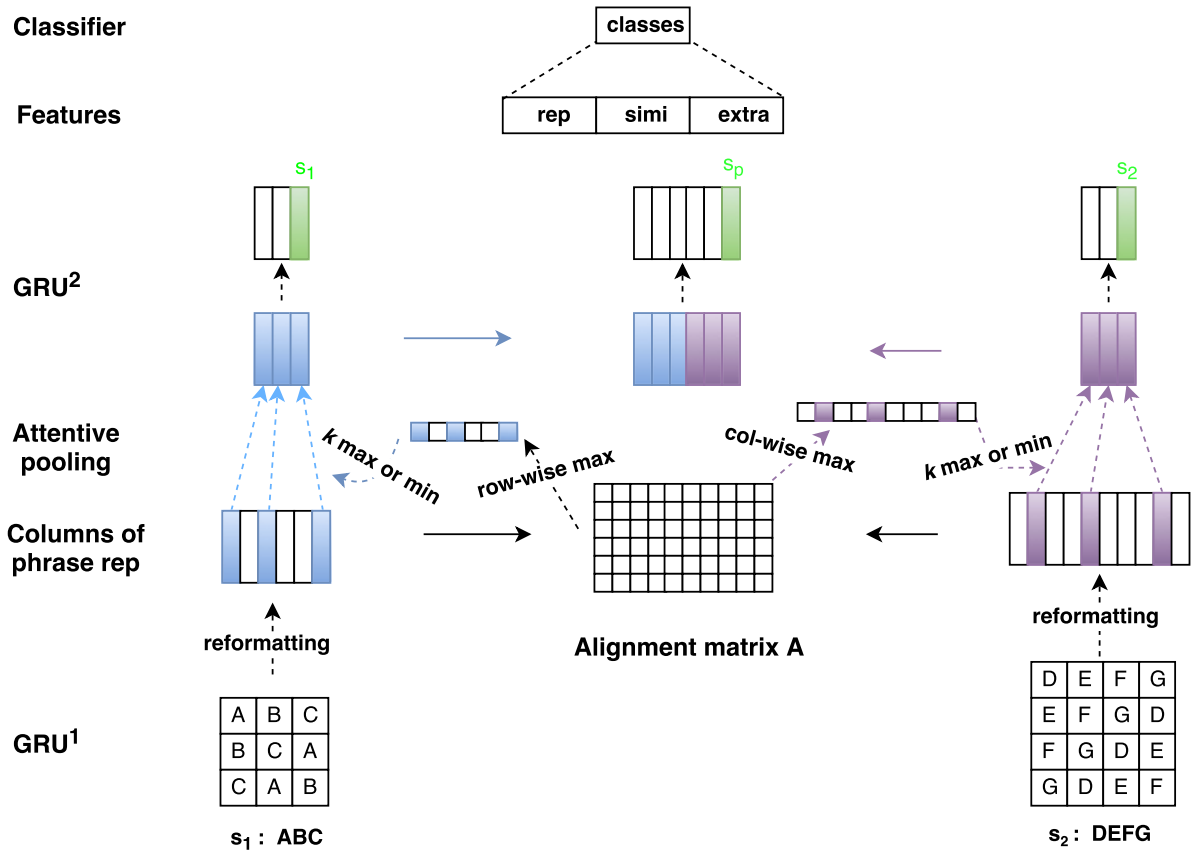 Classifier
classes
Features
rep simi extra
s1
sp
s2
GRU2
Attentive
pooling
k max or min
row-wise max
col-wise max
k max or min
Columns of
phrase rep
reformatting
Alignment matrix A
reformatting
GRU1
A B C
B C A
C A B
D E F G
E F G D
F G D E
G D E F
s1 : ABC
s2 : DEFG